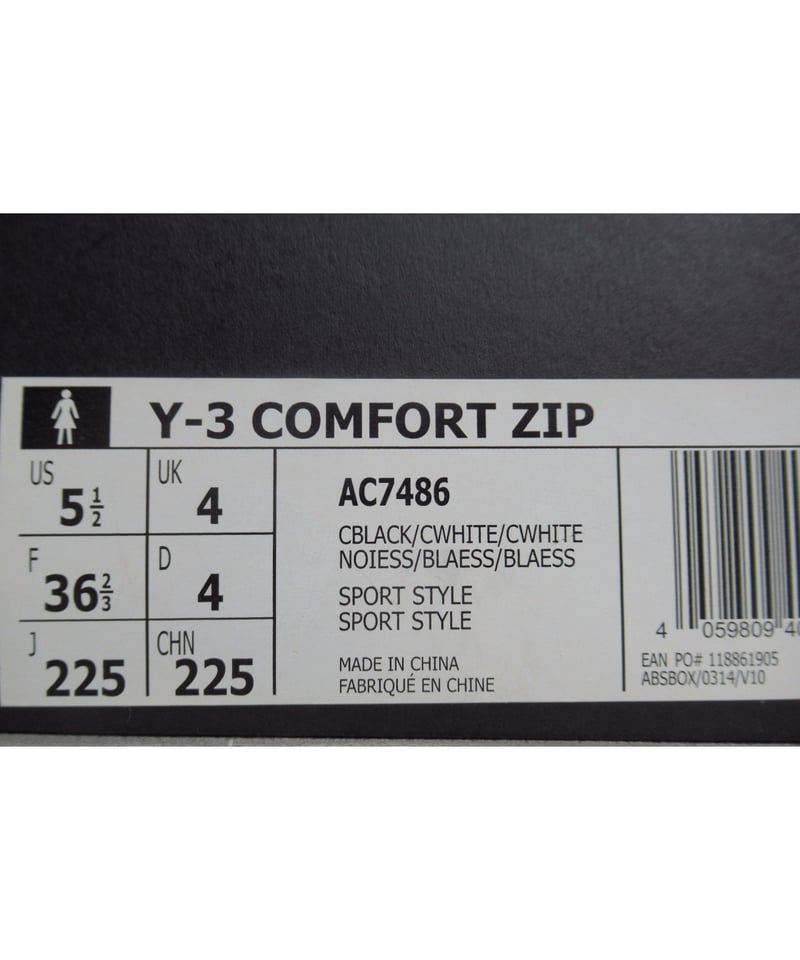 Y-3 COMFORT ZIP
US 5 1/2
UK 4
F 36 2/3
D 4
J 225
CHN 225
AC7486
CBLACK/CWHITE/CWHITE
NOIESS/BLAESS/BLAESS
SPORT STYLE
SPORT STYLE
MADE IN CHINA
FABRIQUÉ EN CHINE
4 059809
EAN PO# 118861905
ABSBOX/0314/V10